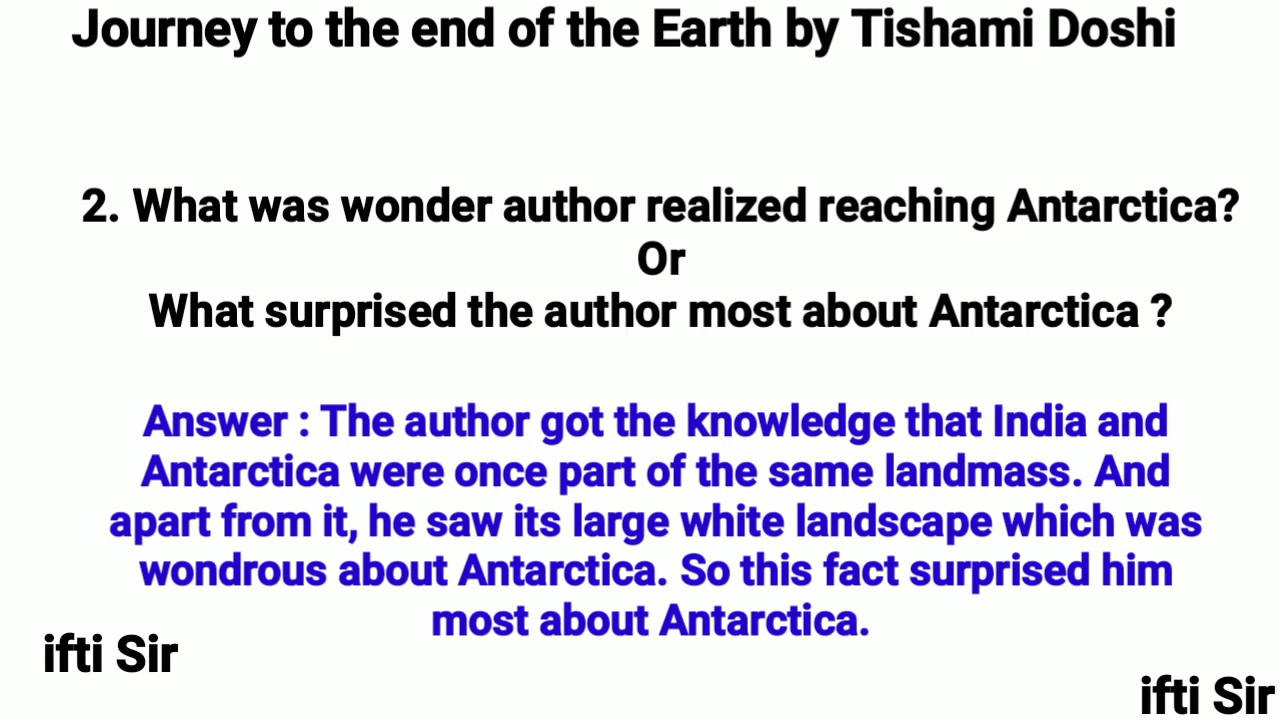 Journey to the end of the Earth by Tishami Doshi
2. What was wonder author realized reaching Antarctica?
Or
What surprised the author most about Antarctica ?
Answer : The author got the knowledge that India and
Antarctica were once part of the same landmass. And
apart from it, he saw its large white landscape which was
wondrous about Antarctica. So this fact surprised him
most about Antarctica.
ifti Sir
ifti Sir